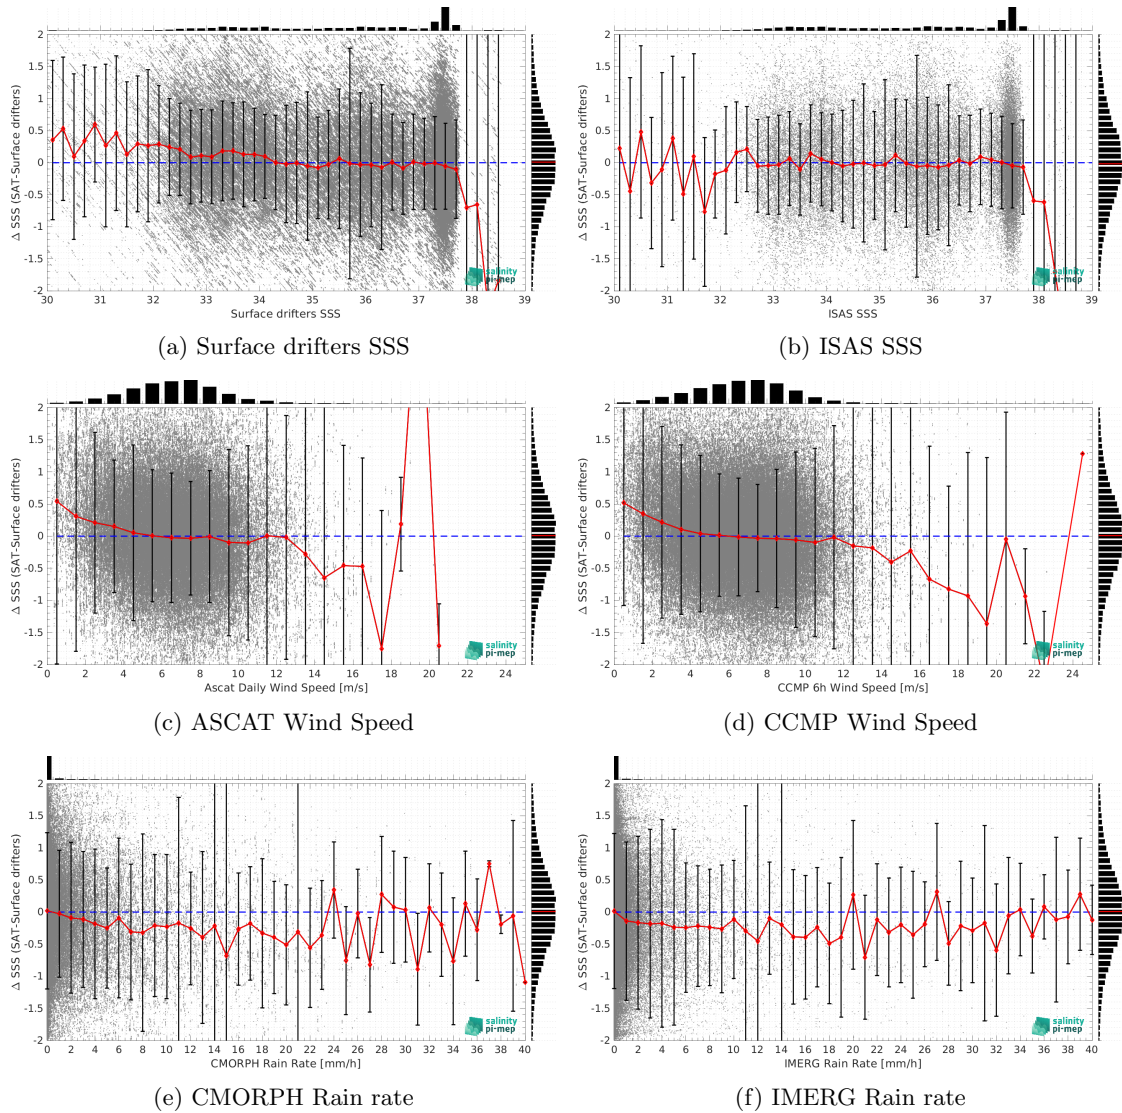 2
1.5
1
0.5
0
-0.5
-1
-1.5
-2
Δ SSS (SAT-Surface drifters)
30 31 32 33 34 35 36 37 38 39
Surface drifters SSS
salinity
pi-mep
(a) Surface drifters SSS
2
1.5
1
0.5
0
-0.5
-1
-1.5
-2
Δ SSS (SAT-Surface drifters)
30 31 32 33 34 35 36 37 38 39
ISAS SSS
salinity
pi-mep
(b) ISAS SSS
2
1.5
1
0.5
0
-0.5
-1
-1.5
-2
Δ SSS (SAT-Surface drifters)
0 2 4 6 8 10 12 14 16 18 20 22 24
Ascat Daily Wind Speed [m/s]
salinity
pi-mep
(c) ASCAT Wind Speed
2
1.5
1
0.5
0
-0.5
-1
-1.5
-2
Δ SSS (SAT-Surface drifters)
0 2 4 6 8 10 12 14 16 18 20 22 24
CCMP 6h Wind Speed [m/s]
salinity
pi-mep
(d) CCMP Wind Speed
2
1.5
1
0.5
0
-0.5
-1
-1.5
-2
Δ SSS (SAT-Surface drifters)
0 2 4 6 8 10 12 14 16 18 20 22 24 26 28 30 32 34 36 38 40
CMORPH Rain Rate [mm/h]
salinity
pi-mep
(e) CMORPH Rain rate
2
1.5
1
0.5
0
-0.5
-1
-1.5
-2
Δ SSS (SAT-Surface drifters)
0 2 4 6 8 10 12 14 16 18 20 22 24 26 28 30 32 34 36 38 40
IMERG Rain Rate [mm/h]
salinity
pi-mep
(f) IMERG Rain rate